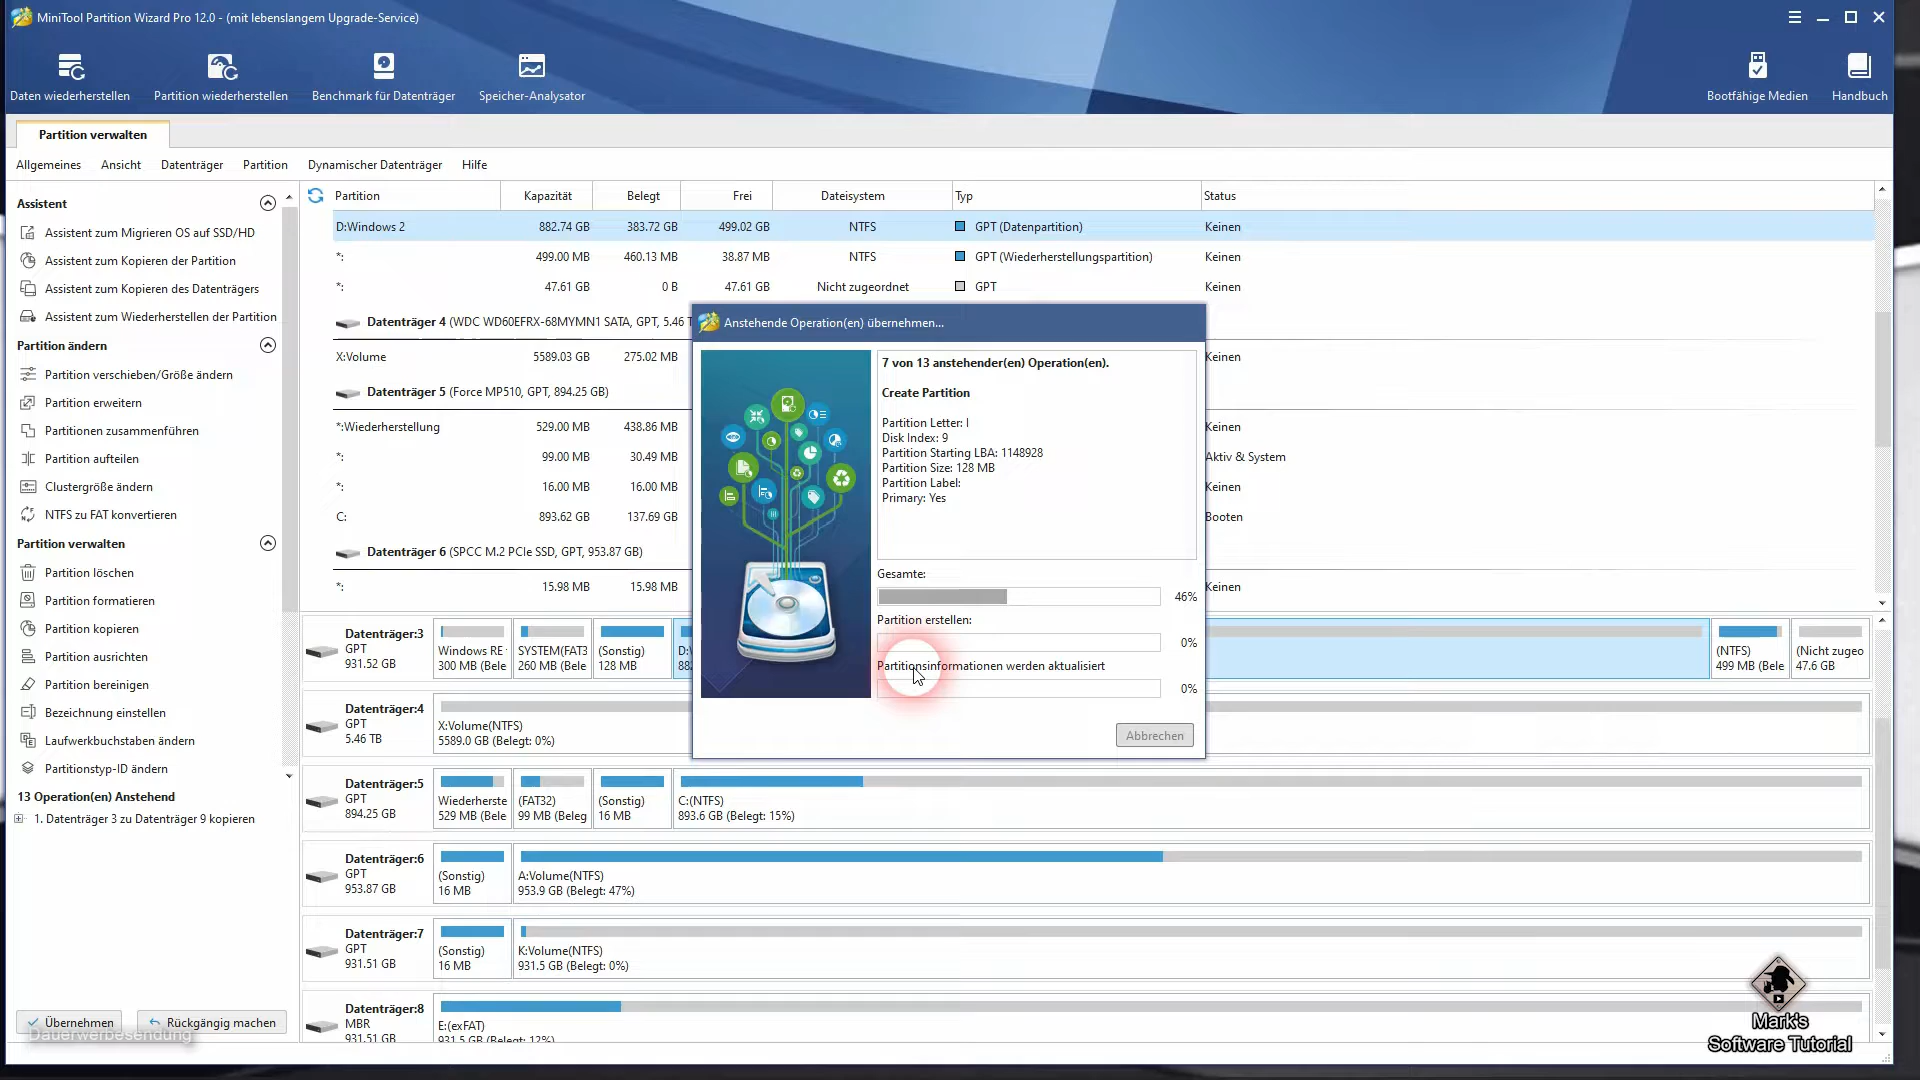 MiniTool Partition Wizard Pro 12.0 - (mit lebenslangem Upgrade-Service)
Daten wiederherstellen
Partition wiederherstellen
Benchmark für Datenträger
Speicher-Analysator
Bootfähige Medien
Handbuch
Partition verwalten
Allgemeines
Ansicht
Datenträger
Partition
Dynamischer Datenträger
Hilfe
Assistent
Assistent zum Migrieren OS auf SSD/HD
Assistent zum Kopieren der Partition
Assistent zum Kopieren des Datenträgers
Assistent zum Wiederherstellen der Partition
Partition ändern
Partition verschieben/Größe ändern
Partition erweitern
Partitionen zusammenführen
Partition aufteilen
Clustergröße ändern
NTFS zu FAT konvertieren
Partition verwalten
Partition löschen
Partition formatieren
Partition kopieren
Partition ausrichten
Partition bereinigen
Bezeichnung einstellen
Laufwerkbuchstaben ändern
Partitionstyp-ID ändern
13 Operation(en) Anstehend
1. Datenträger 3 zu Datenträger 9 kopieren
Übernehmen
Rückgängig machen
Dauerwerbesendung
Partition Kapazität Belegt Frei Dateisystem Typ Status
D:Windows 2 882.74 GB 383.72 GB 499.02 GB NTFS GPT (Datenpartition) Keinen
*: 499.00 MB 460.13 MB 38.87 MB NTFS GPT (Wiederherstellungspartition) Keinen
*: 47.61 GB 0 B 47.61 GB Nicht zugeordnet GPT Keinen
Datenträger 4 (WDC WD60EFRX-68MYMN1 SATA, GPT, 5.46 T
X:Volume 5589.03 GB 275.02 MB Keinen
Datenträger 5 (Force MP510, GPT, 894.25 GB)
*:Wiederherstellung 529.00 MB 438.86 MB Keinen
*: 99.00 MB 30.49 MB Aktiv & System
*: 16.00 MB 16.00 MB Keinen
C: 893.62 GB 137.69 GB Booten
Datenträger 6 (SPCC M.2 PCIe SSD, GPT, 953.87 GB)
*: 15.98 MB 15.98 MB Keinen
Anstehende Operation(en) übernehmen...
7 von 13 anstehender(en) Operation(en).
Create Partition
Partition Letter: I
Disk Index: 9
Partition Starting LBA: 1148928
Partition Size: 128 MB
Partition Label:
Primary: Yes
Gesamte:
46%
Partition erstellen:
0%
Partitionsinformationen werden aktualisiert
0%
Abbrechen
Datenträger:3
GPT
931.52 GB
Windows RE
300 MB (Bele
SYSTEM(FAT3
260 MB (Bele
(Sonstig)
128 MB
D:
88
(NTFS)
499 MB (Bele
(Nicht zugeo
47.6 GB
Datenträger:4
GPT
5.46 TB
X:Volume(NTFS)
5589.0 GB (Belegt: 0%)
Datenträger:5
GPT
894.25 GB
Wiederherste
529 MB (Bele
(FAT32)
99 MB (Beleg
(Sonstig)
16 MB
C:(NTFS)
893.6 GB (Belegt: 15%)
Datenträger:6
GPT
953.87 GB
(Sonstig)
16 MB
A:Volume(NTFS)
953.9 GB (Belegt: 47%)
Datenträger:7
GPT
931.51 GB
(Sonstig)
16 MB
K:Volume(NTFS)
931.5 GB (Belegt: 0%)
Datenträger:8
MBR
931.51 GB
E:(exFAT)
931.5 GB (Belegt: 12%)
Mark's
Software Tutorial